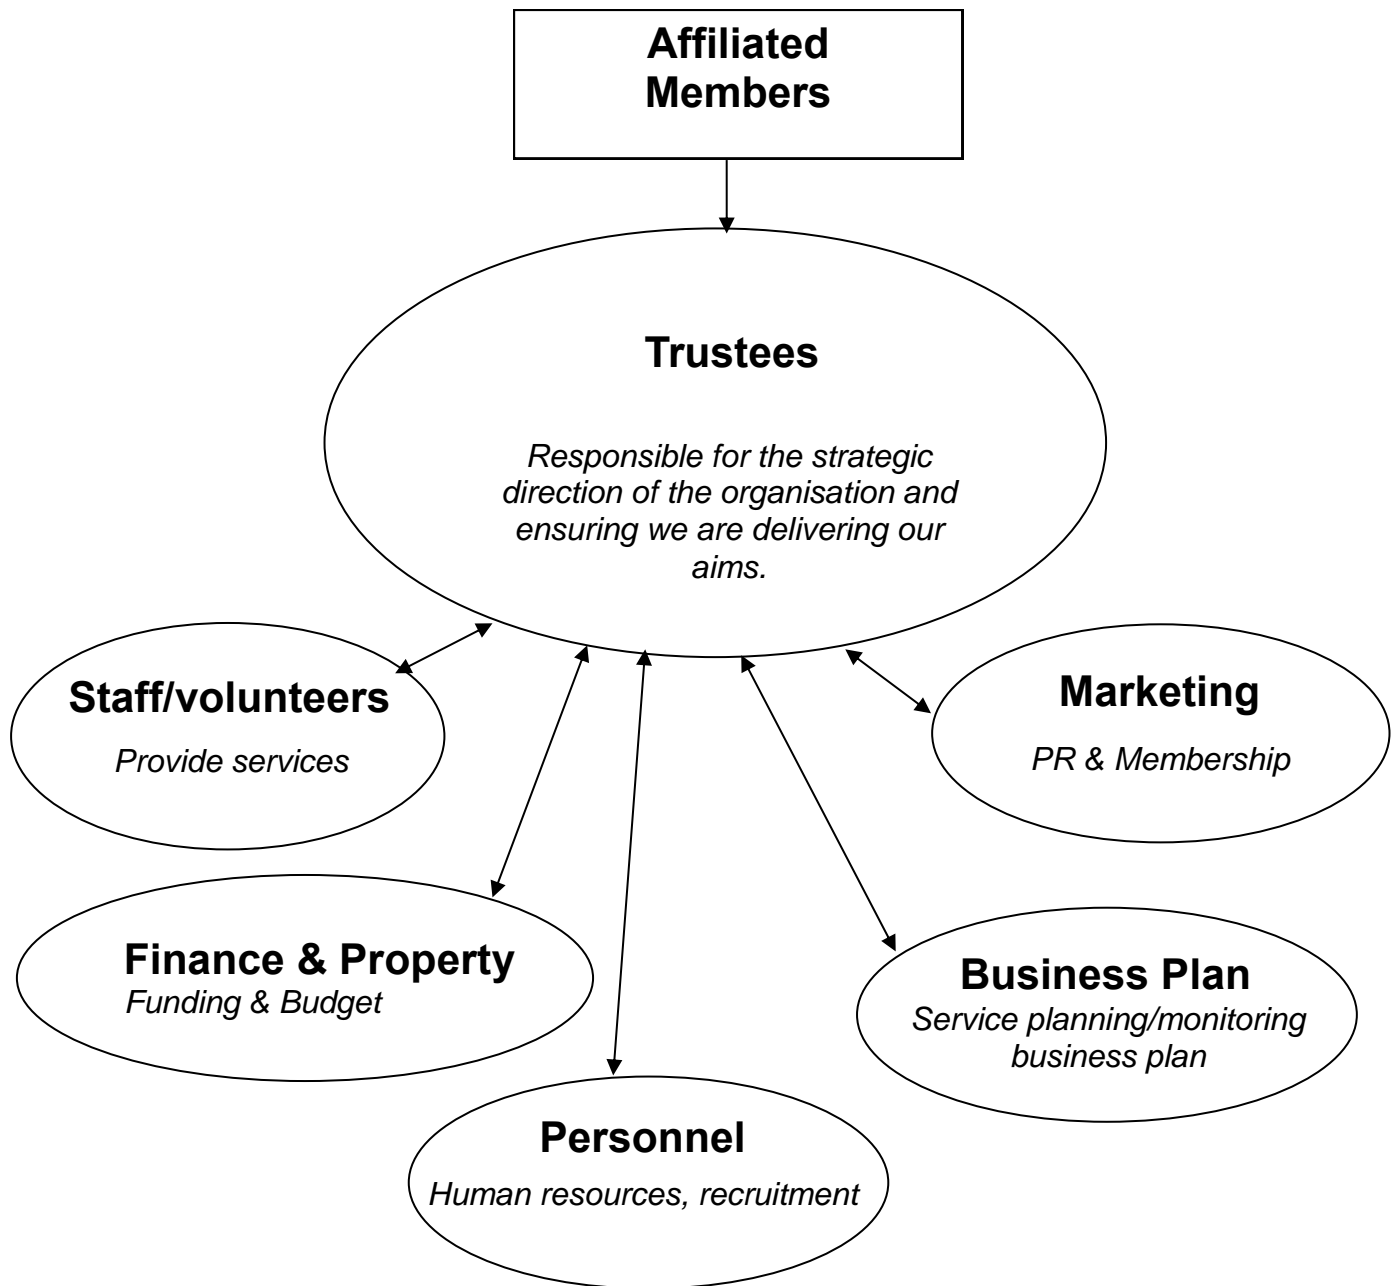 Affiliated
Members
Trustees
Responsible for the strategic
direction of the organisation and
ensuring we are delivering our
aims.
Staff/volunteers
Provide services
Marketing
PR & Membership
Finance & Property
Funding & Budget
Business Plan
Service planning/monitoring
business plan
Personnel
Human resources, recruitment